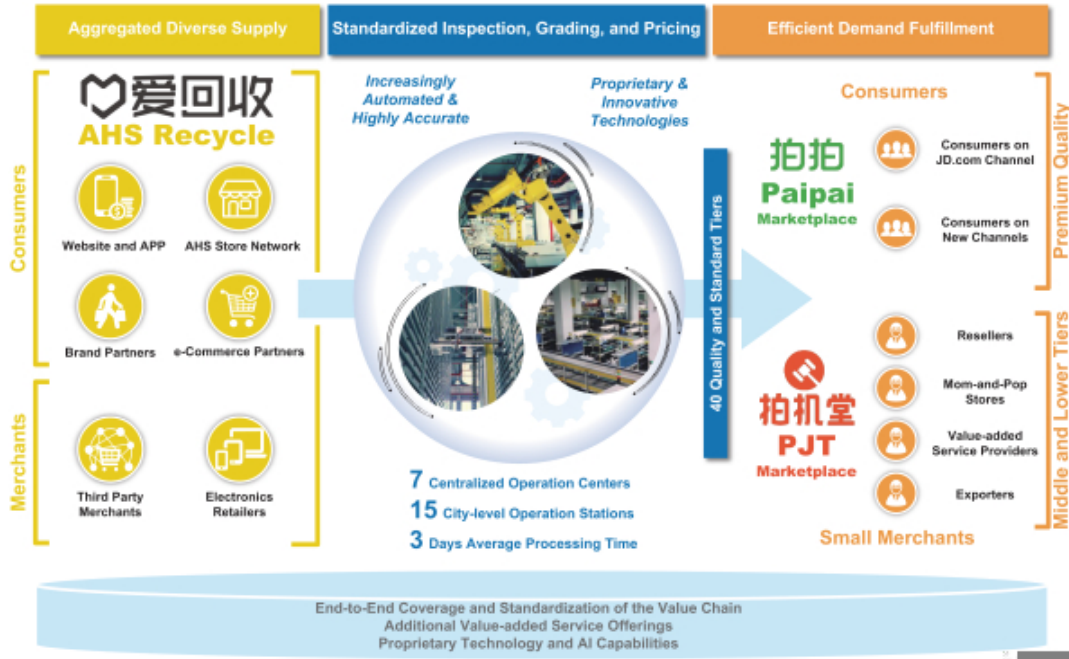 Aggregated Diverse Supply
Standardized Inspection, Grading, and Pricing
Efficient Demand Fulfillment
Consumers
爱回收
AHS Recycle
Website and APP
AHS Store Network
Brand Partners
e-Commerce Partners
Merchants
Third Party
Merchants
Electronics
Retailers
Increasingly
Automated &
Highly Accurate
Proprietary &
Innovative
Technologies
7 Centralized Operation Centers
15 City-level Operation Stations
3 Days Average Processing Time
40 Quality and Standard Tiers
Consumers
拍拍
Paipai
Marketplace
Consumers on
JD.com Channel
Consumers on
New Channels
Premium Quality
拍机堂
PJT
Marketplace
Resellers
Mom-and-Pop
Stores
Value-added
Service Providers
Exporters
Small Merchants
Middle and Lower Tiers
End-to-End Coverage and Standardization of the Value Chain
Additional Value-added Service Offerings
Proprietary Technology and AI Capabilities